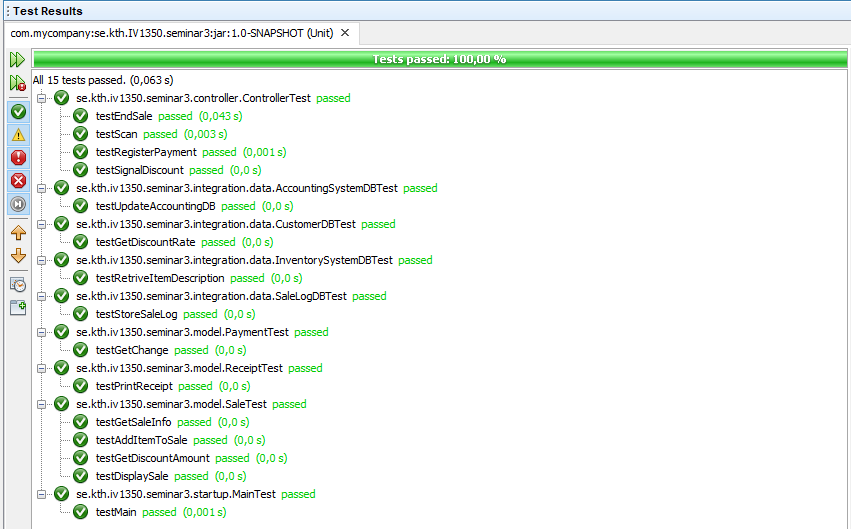 Test Results
com.mycompany:se.kth.IV1350.seminar3:jar:1.0-SNAPSHOT (Unit)
Tests passed: 100,00 %
All 15 tests passed. (0,063 s)
se.kth.iv1350.seminar3.controller.ControllerTest passed
testEndSale passed (0,043 s)
testScan passed (0,003 s)
testRegisterPayment passed (0,001 s)
testSignalDiscount passed (0,0 s)
se.kth.iv1350.seminar3.integration.data.AccountingSystemDBTest passed
testUpdateAccountingDB passed (0,0 s)
se.kth.iv1350.seminar3.integration.data.CustomerDBTest passed
testGetDiscountRate passed (0,0 s)
se.kth.iv1350.seminar3.integration.data.InventorySystemDBTest passed
testRetriveItemDescription passed (0,0 s)
se.kth.iv1350.seminar3.integration.data.SaleLogDBTest passed
testStoreSaleLog passed (0,0 s)
se.kth.iv1350.seminar3.model.PaymentTest passed
testGetChange passed (0,0 s)
se.kth.iv1350.seminar3.model.ReceiptTest passed
testPrintReceipt passed (0,0 s)
se.kth.iv1350.seminar3.model.SaleTest passed
testGetSaleInfo passed (0,0 s)
testAddItemToSale passed (0,0 s)
testGetDiscountAmount passed (0,0 s)
testDisplaySale passed (0,0 s)
se.kth.iv1350.seminar3.startup.MainTest passed
testMain passed (0,001 s)